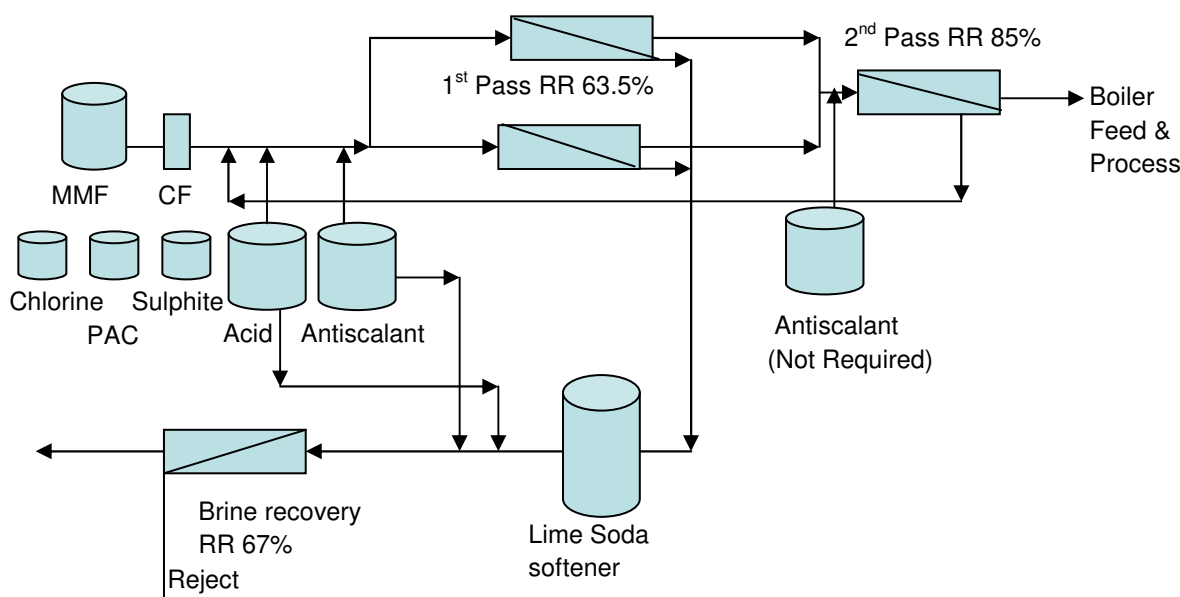 2nd Pass RR 85%
1st Pass RR 63.5%
Boiler
Feed &
Process
MMF
CF
Chlorine
Sulphite
PAC
Acid
Antiscalant
Antiscalant
(Not Required)
Brine recovery
RR 67%
Reject
Lime Soda
softener